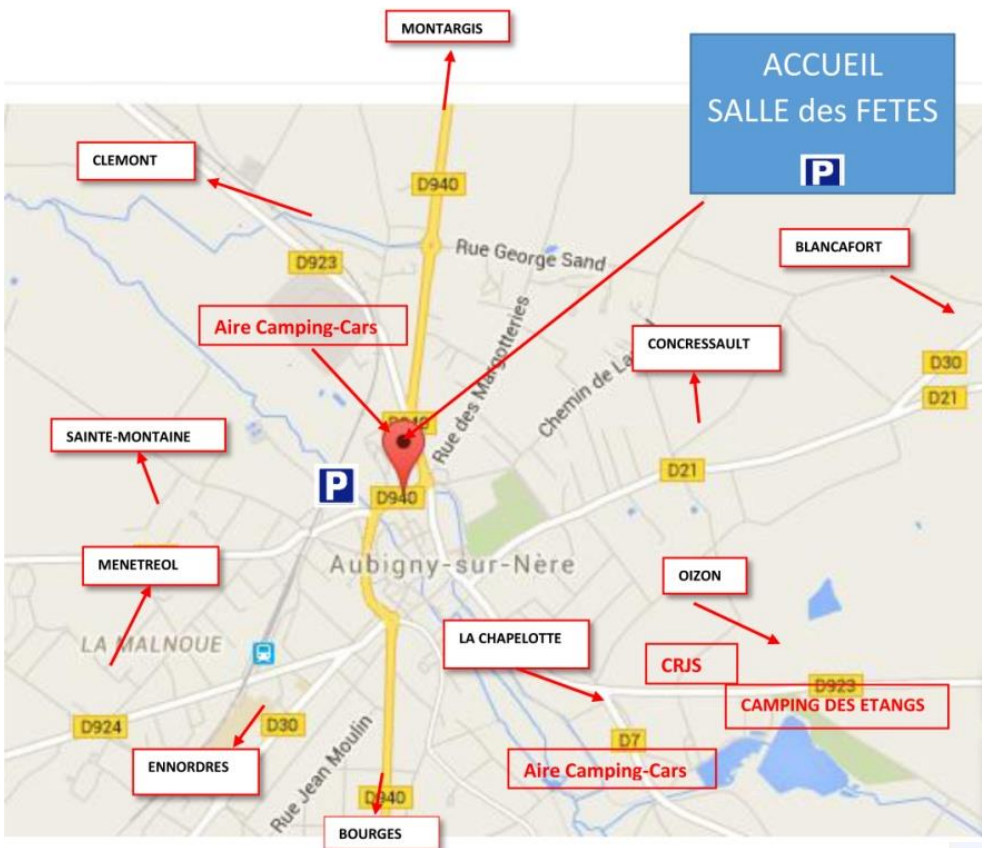 MONTARGIS
ACCUEIL
SALLE des FETES
P
CLEMONT
D940
Rue George Sand
BLANCAFORT
D923
Aire Camping-Cars
CONCRESSAULT
Rue des Margotteries
Chemin de La
D30
D21
SAINTE-MONTAINE
D21
P
D940
Aubigny-sur-Nère
MENETREOL
OIZON
LA MALNOUE
LA CHAPELOTTE
CRJS
D923
CAMPING DES ETANGS
D924
D30
D7
ENNORDRES
Aire Camping-Cars
Rue Jean Moulin
D940
BOURGES